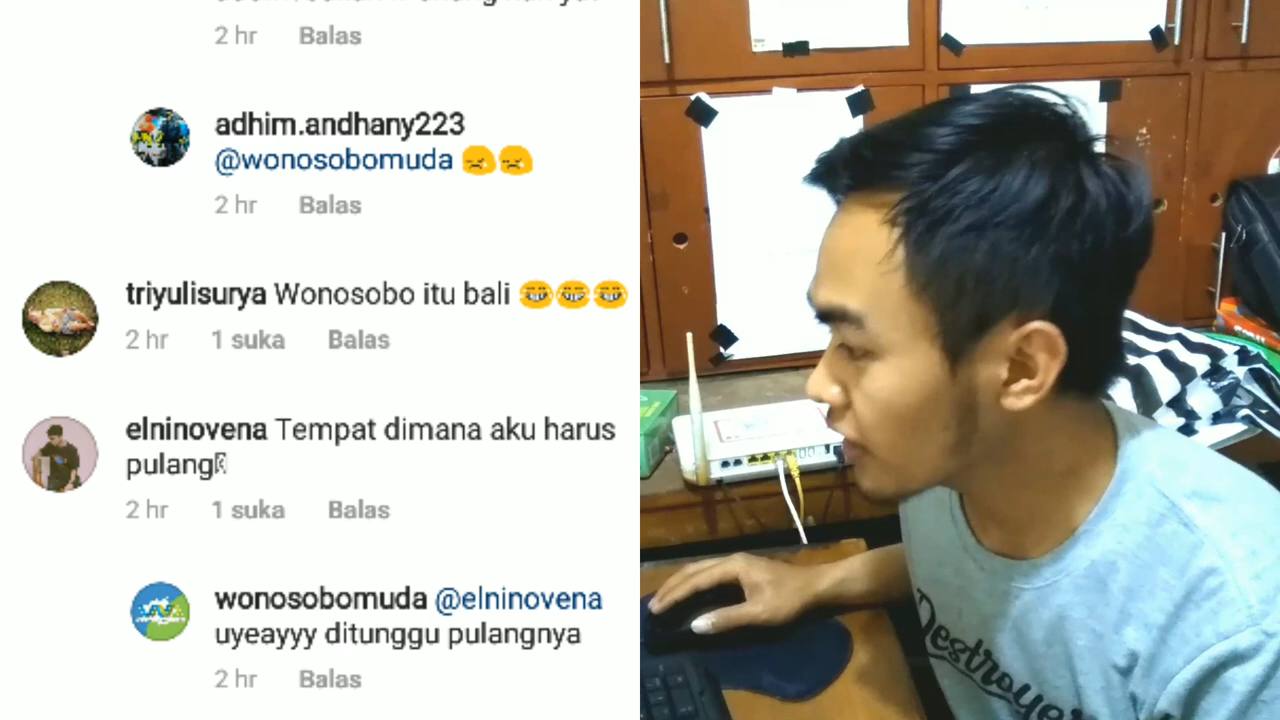 2 hr Balas
adhim.andhany223
@wonosobomuda 😢😢
2 hr Balas
triyulisurya Wonosobo itu bali 😂😂😂
2 hr 1 suka Balas
elninovena Tempat dimana aku harus
pulang
2 hr 1 suka Balas
wonosobomuda @elninovena
uyeayyy ditunggu pulangnya
2 hr Balas
Destroyer